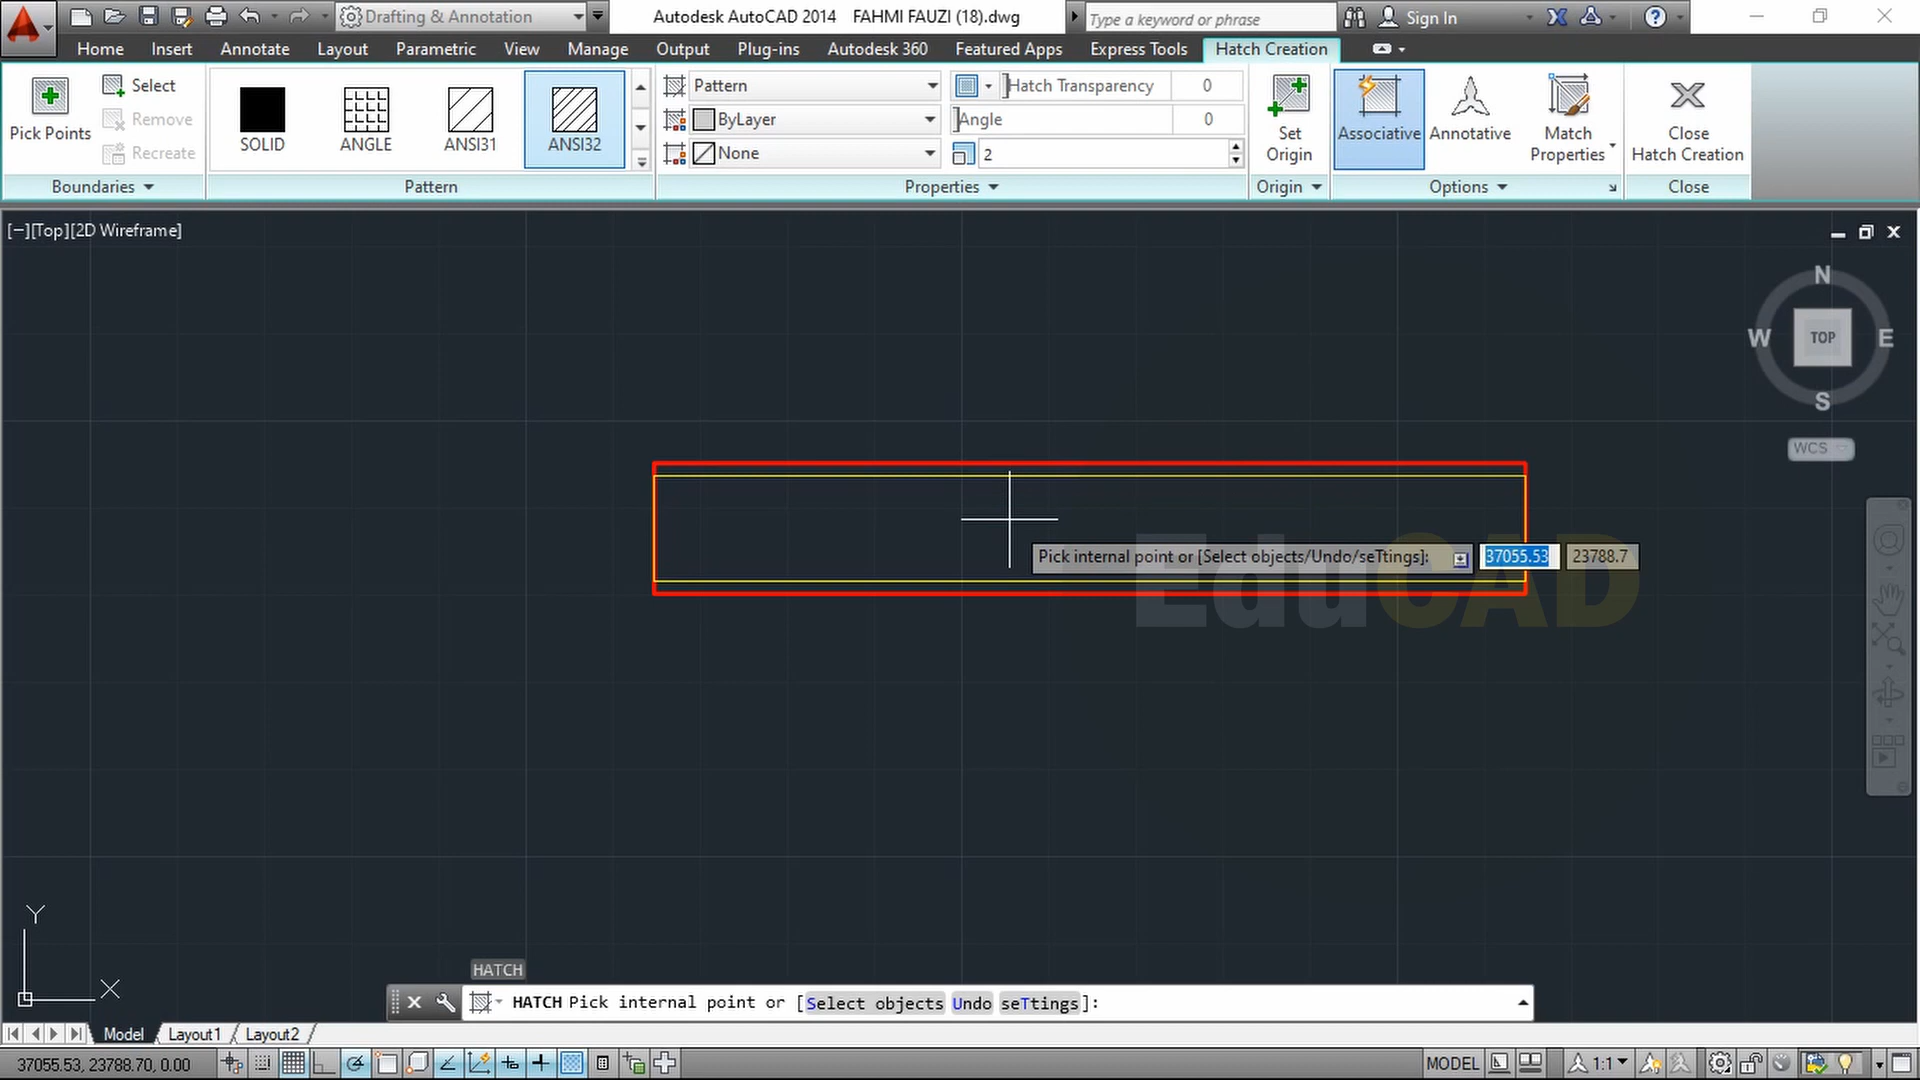 Drafting & Annotation
Autodesk AutoCAD 2014 FAHMI FAUZI (18).dwg
Type a keyword or phrase
Sign In
Home Insert Annotate Layout Parametric View Manage Output Plug-ins Autodesk 360 Featured Apps Express Tools Hatch Creation
Pick Points
Select
Remove
Recreate
Boundaries
SOLID
ANGLE
ANSI31
ANSI32
Pattern
Pattern
ByLayer
None
Hatch Transparency 0
Angle 0
2
Properties
Set
Origin
Origin
Associative
Annotative
Match
Properties
Options
Close
Hatch Creation
Close
[−][Top][2D Wireframe]
N
W TOP E
S
WCS
Pick internal point or [Select objects/Undo/seTtings]: 37055.53 23788.7
EduCAD
Y
X
HATCH
HATCH Pick internal point or [Select objects Undo seTtings]:
Model Layout1 Layout2
37055.53, 23788.70, 0.00
MODEL
1:1